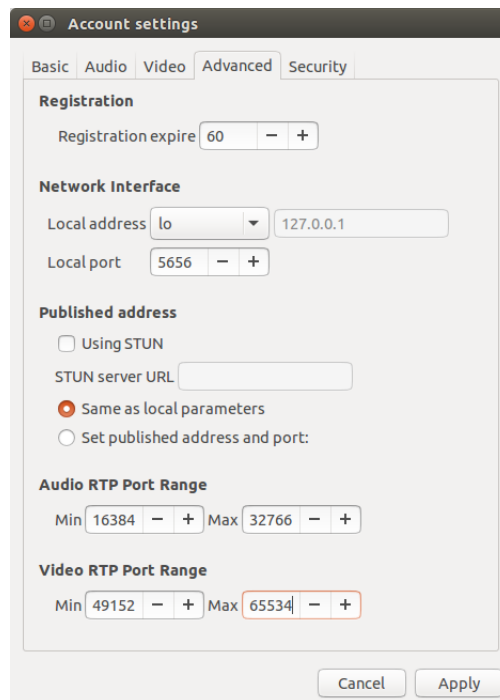 Account settings
Basic Audio Video Advanced Security
Registration
Registration expire 60 − +
Network Interface
Local address lo 127.0.0.1
Local port 5656 − +
Published address
Using STUN
STUN server URL
Same as local parameters
Set published address and port:
Audio RTP Port Range
Min 16384 − + Max 32766 − +
Video RTP Port Range
Min 49152 − + Max 65534 − +
Cancel Apply